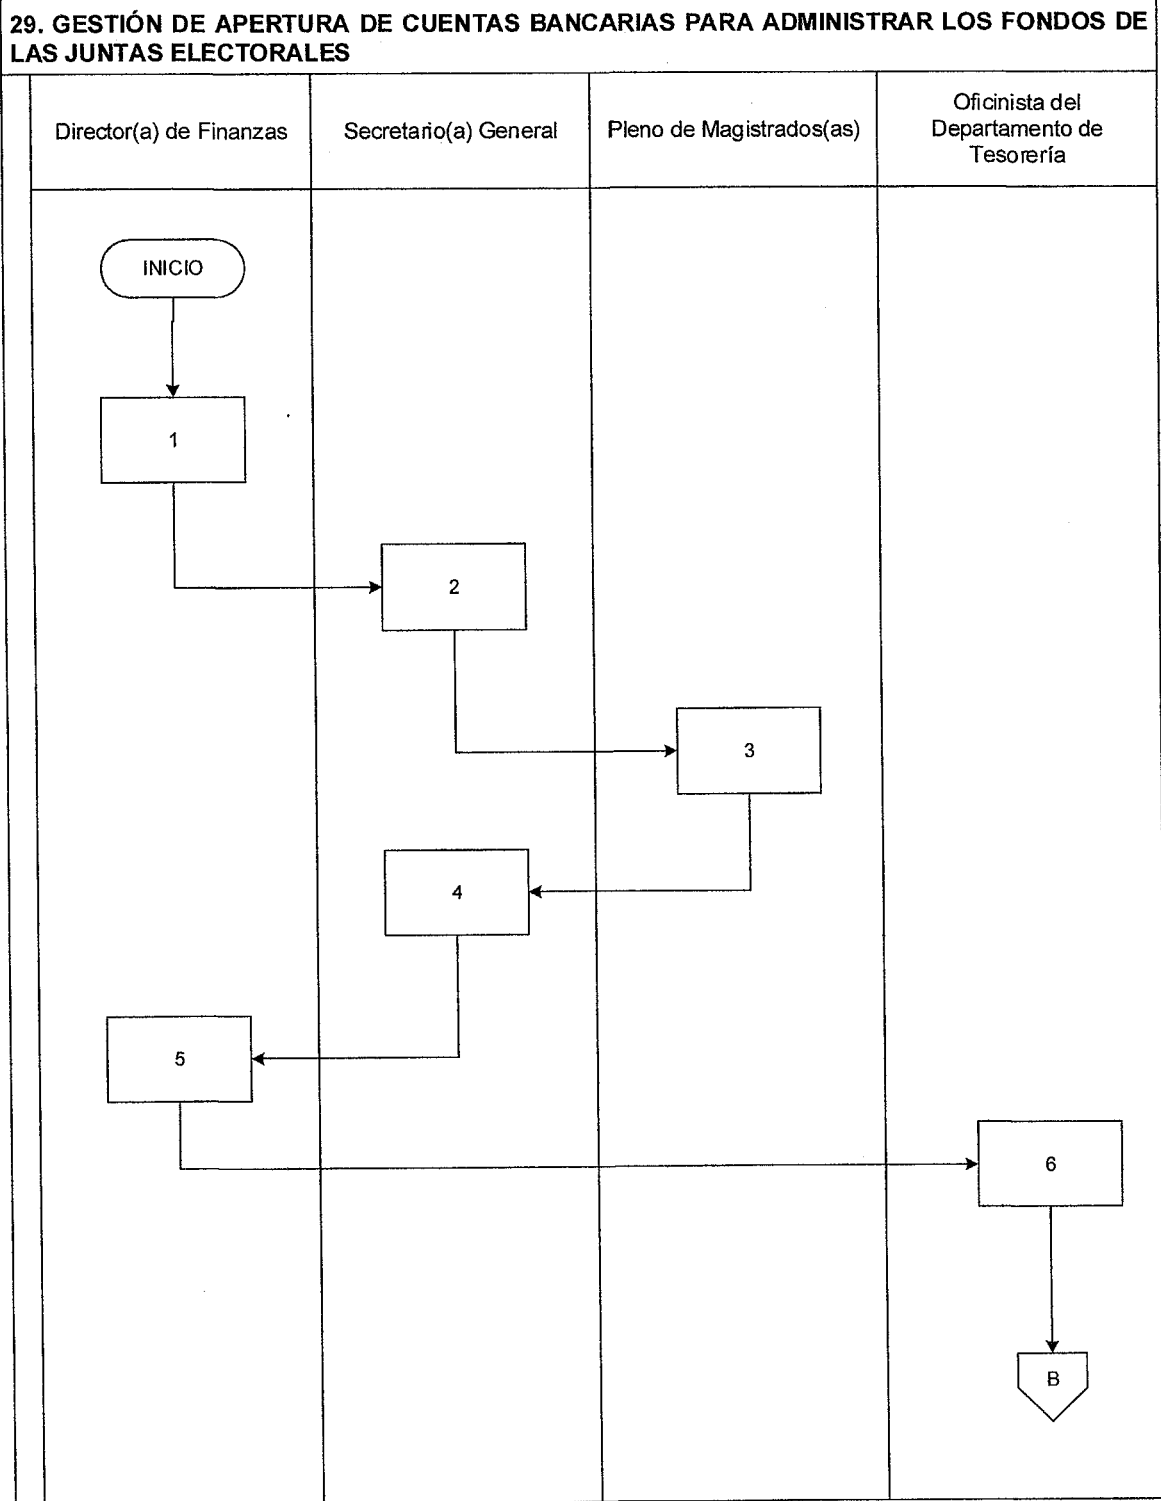 29. GESTIÓN DE APERTURA DE CUENTAS BANCARIAS PARA ADMINISTRAR LOS FONDOS DE
LAS JUNTAS ELECTORALES
Director(a) de Finanzas
Secretario(a) General
Pleno de Magistrados(as)
Oficinista del
Departamento de
Tesorería
INICIO
1
2
3
4
5
6
B